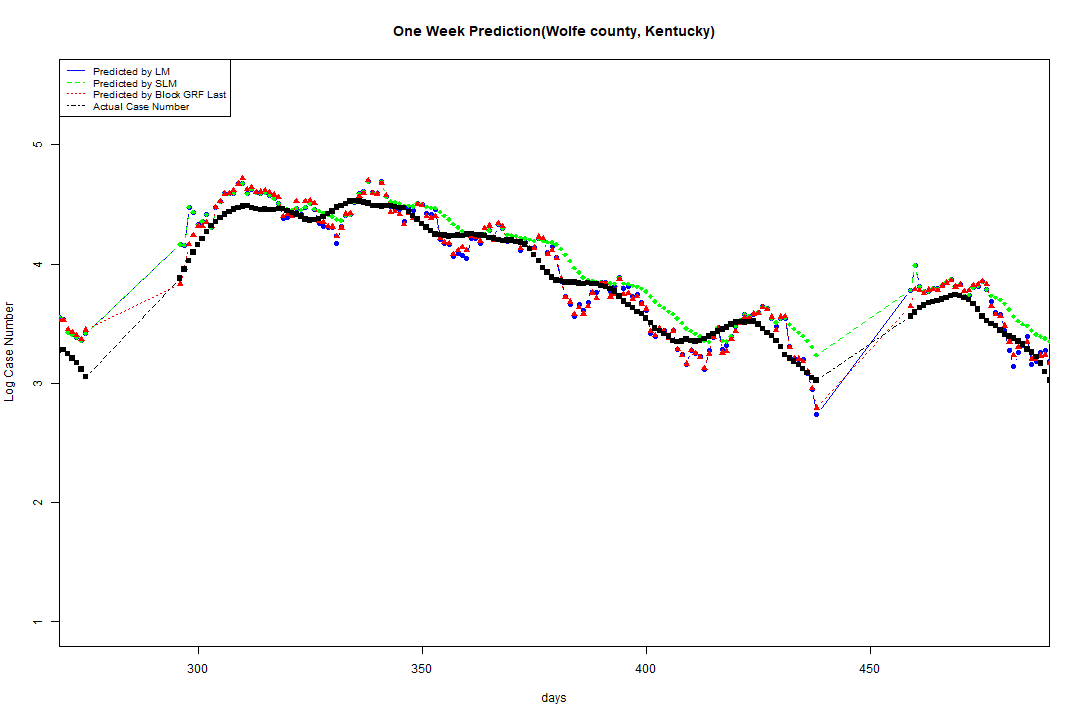 One Week Prediction(Wolfe county, Kentucky)
Predicted by LM
Predicted by SLM
Predicted by Block GRF Last
Actual Case Number
Log Case Number
5
4
3
2
1
300
350
400
450
days